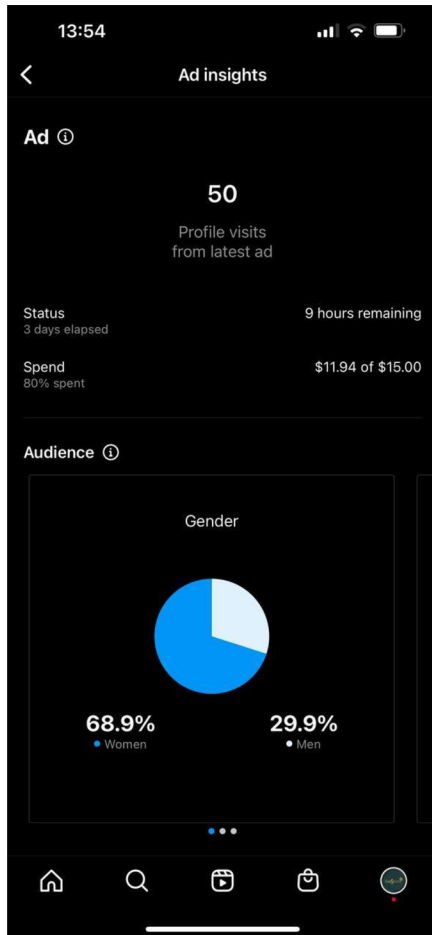 13:54
Ad insights
Ad
50
Profile visits
from latest ad
Status
9 hours remaining
3 days elapsed
Spend
$11.94 of $15.00
80% spent
Audience
Gender
68.9%
29.9%
Women
Men